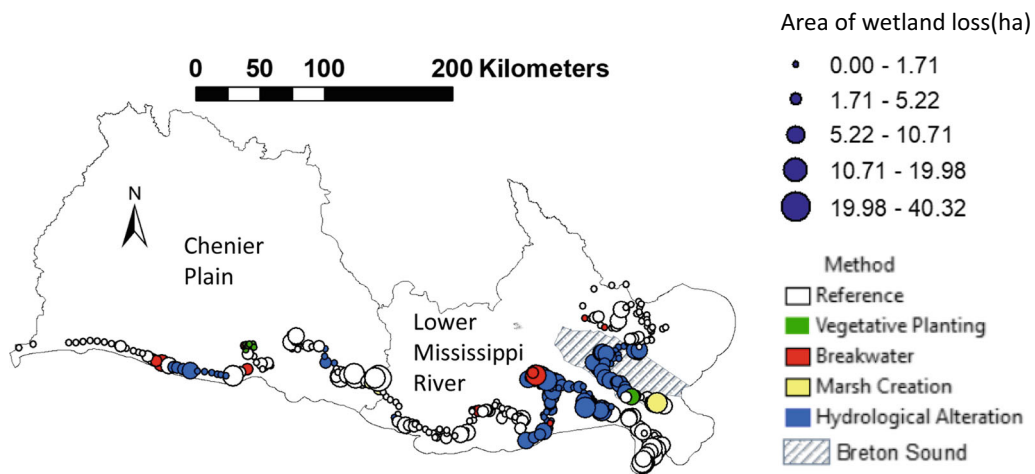 Area of wetland loss(ha)
0.00 - 1.71
1.71 - 5.22
5.22 - 10.71
10.71 - 19.98
19.98 - 40.32
0 50 100 200 Kilometers
N
Chenier
Plain
Lower
Mississippi
River
Method
Reference
Vegetative Planting
Breakwater
Marsh Creation
Hydrological Alteration
Breton Sound